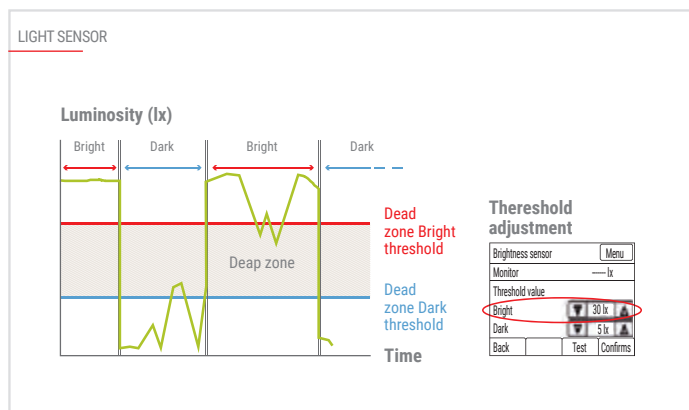 LIGHT SENSOR
Luminosity (lx)
Bright
Dark
Bright
Dark
Dead
zone Bright
threshold
Deap zone
Dead
zone Dark
threshold
Time
Thereshold
adjustment
Brightness sensor
Menu
Monitor
----- lx
Threshold value
Bright
▼ 30 lx ▲
Dark
▼ 5 lx ▲
Back
Test
Confirms